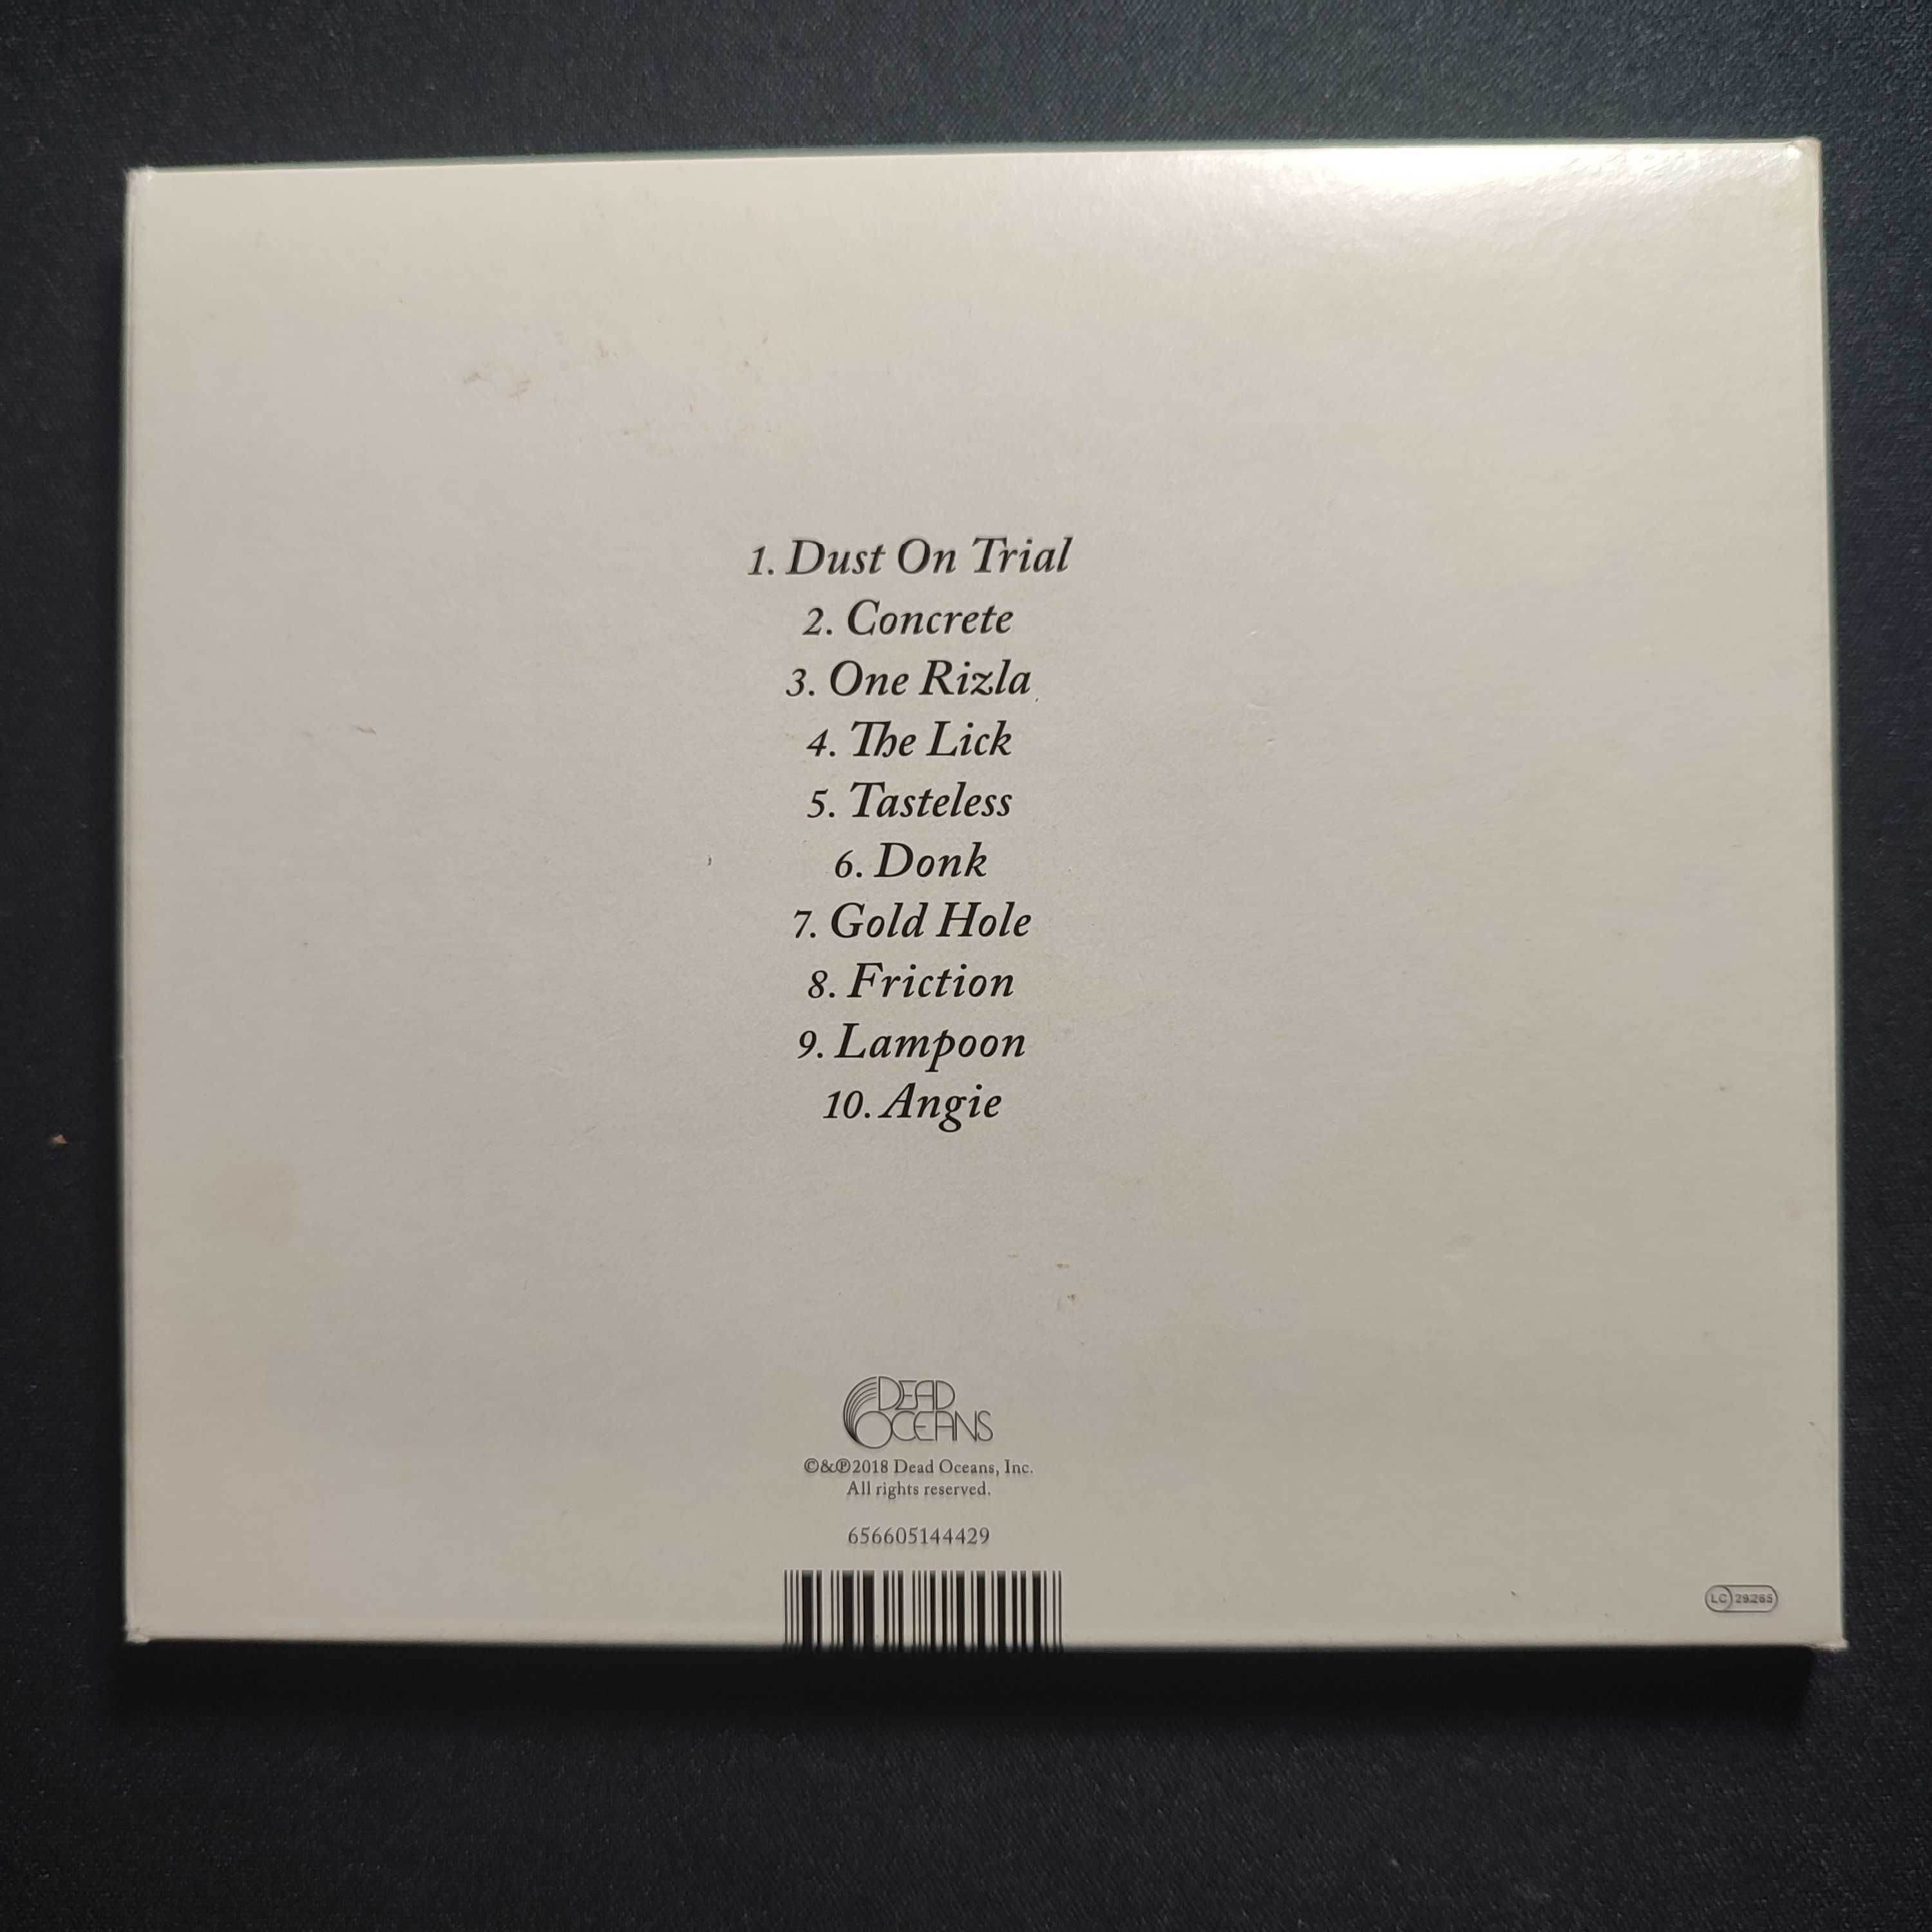 1. Dust On Trial
2. Concrete
3. One Rizla
4. The Lick
5. Tasteless
6. Donk
7. Gold Hole
8. Friction
9. Lampoon
10. Angie
DEAD
OCEANS
©&℗2018 Dead Oceans, Inc.
All rights reserved.
656605144429
LC 29265